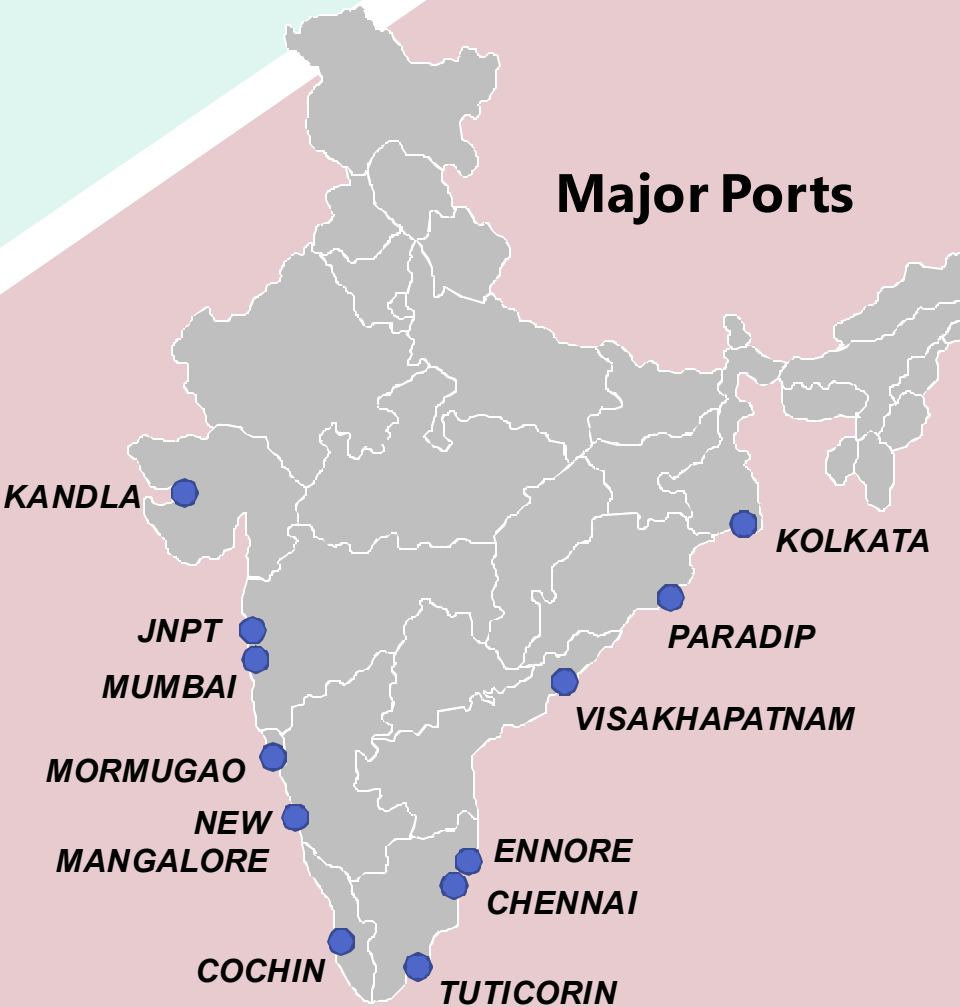 Major Ports
KANDLA
KOLKATA
JNPT
PARADIP
MUMBAI
VISAKHAPATNAM
MORMUGAO
NEW
MANGALORE
ENNORE
CHENNAI
COCHIN
TUTICORIN